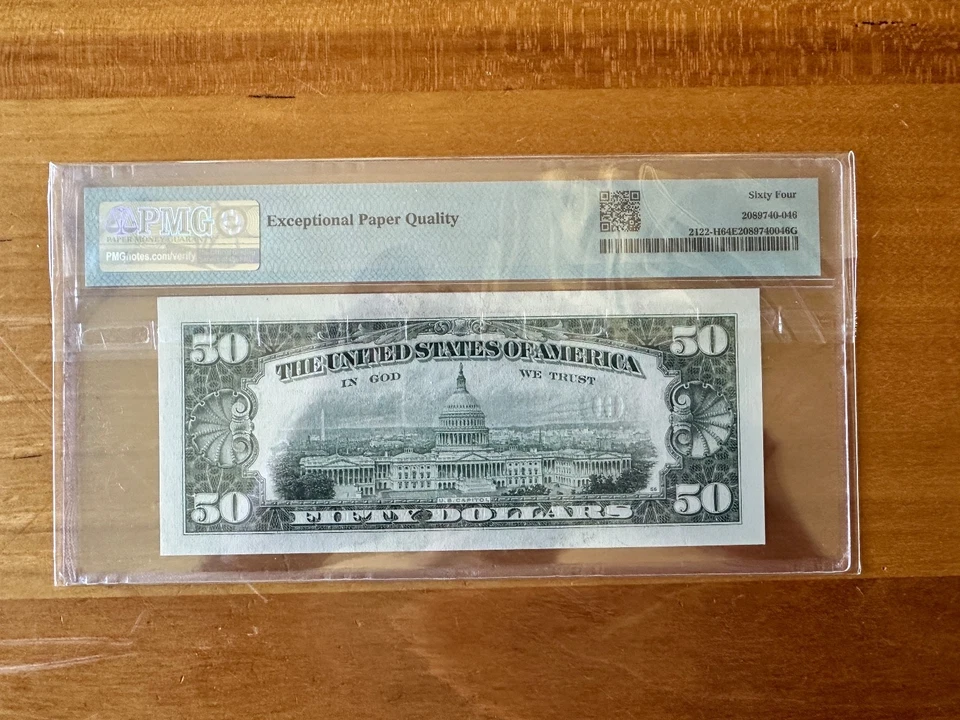 PMG
PAPER MONEY GUARANTY
PMGnotes.com/verify
Exceptional Paper Quality
Sixty Four
2089740-046
2122-H64E2089740046G
50 50
THE UNITED STATES OF AMERICA
IN GOD WE TRUST
U.S. CAPITOL
50 50
FIFTY DOLLARS